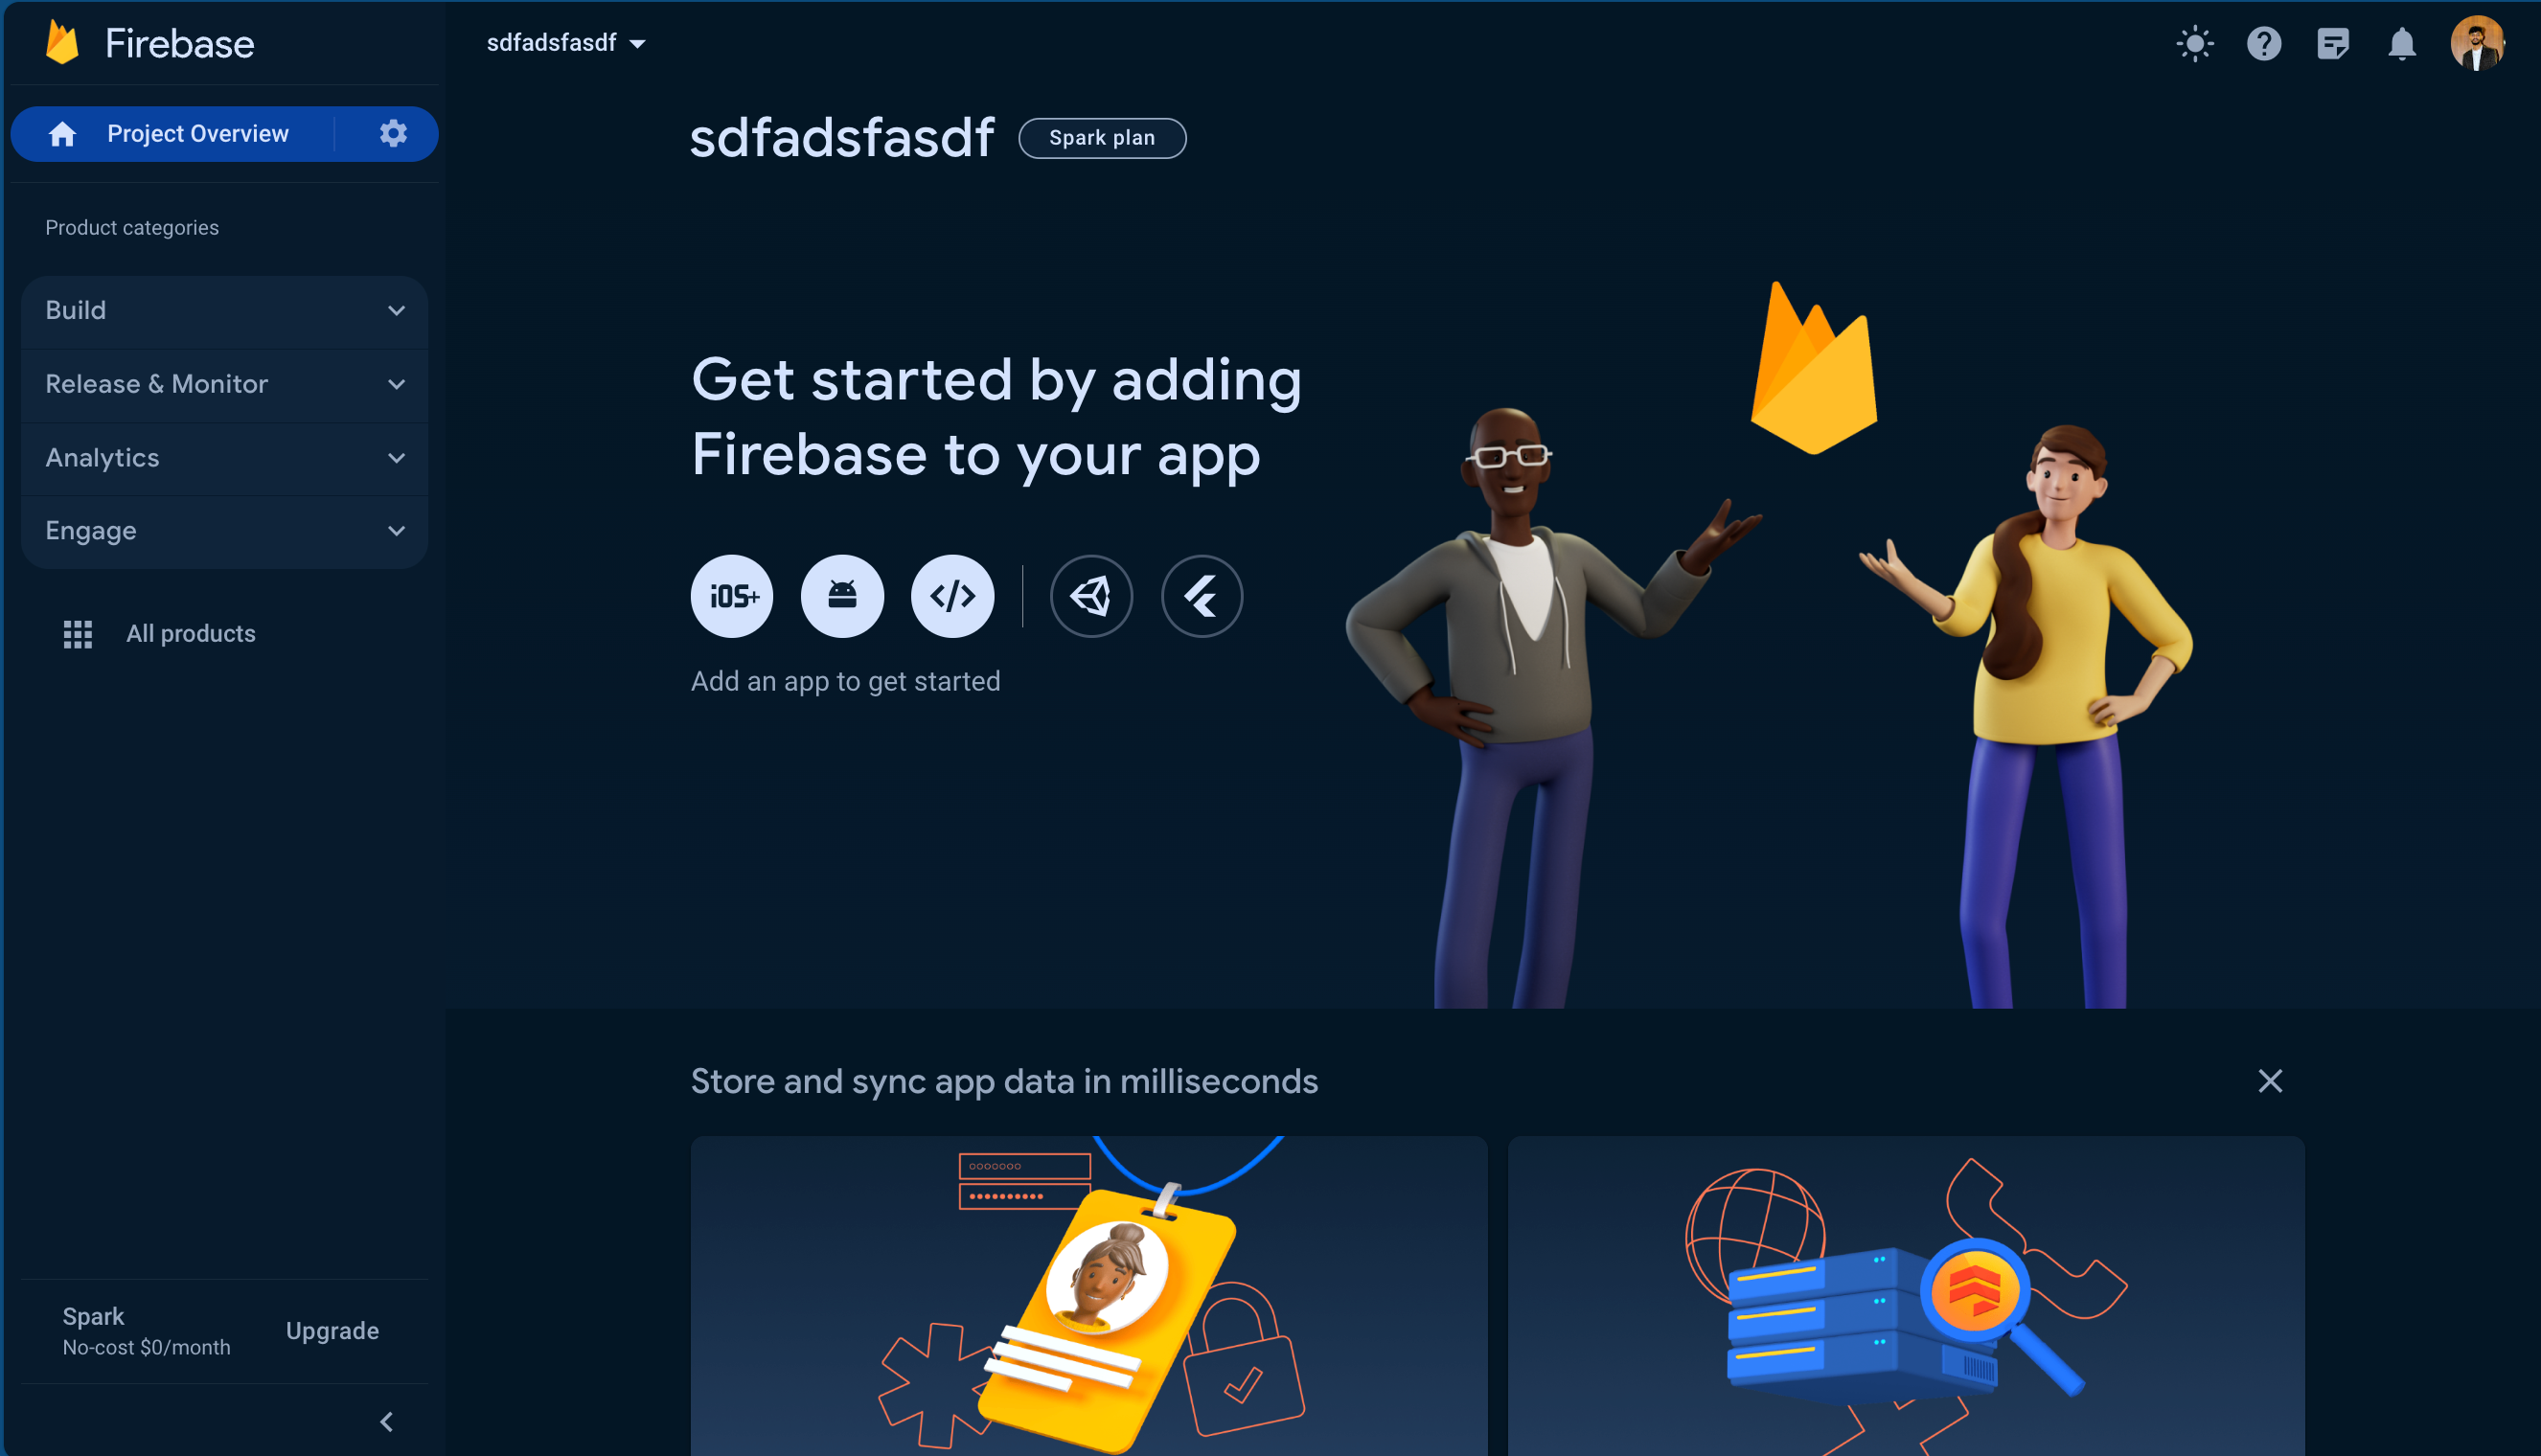 Firebase
sdfadsfasdf
Project Overview
Product categories
Build
Release & Monitor
Analytics
Engage
All products
Spark
No-cost $0/month
Upgrade
sdfadsfasdf
Spark plan
Get started by adding
Firebase to your app
iOS+
Add an app to get started
Store and sync app data in milliseconds